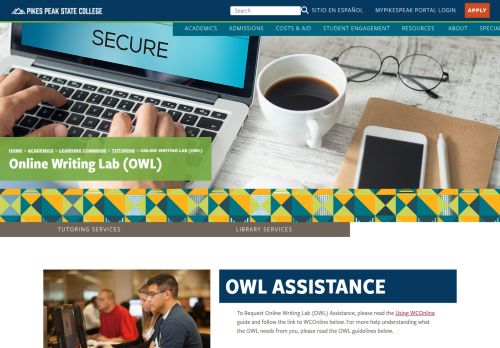 PIKES PEAK STATE COLLEGE
Search
SITIO EN ESPAÑOL
MYPIKESPEAK PORTAL LOGIN
APPLY
ACADEMICS ADMISSIONS COSTS & AID STUDENT ENGAGEMENT RESOURCES ABOUT SPECIAL
SECURE
HOME > ACADEMICS > LEARNING COMMONS > TUTORING > ONLINE WRITING LAB (OWL)
Online Writing Lab (OWL)
TUTORING SERVICES LIBRARY SERVICES
OWL ASSISTANCE
To Request Online Writing Lab (OWL) Assistance, please read the Using WCOnline
guide and follow the link to WCOnline below. For more help understanding what
the OWL needs from you, please read the OWL guidelines below.